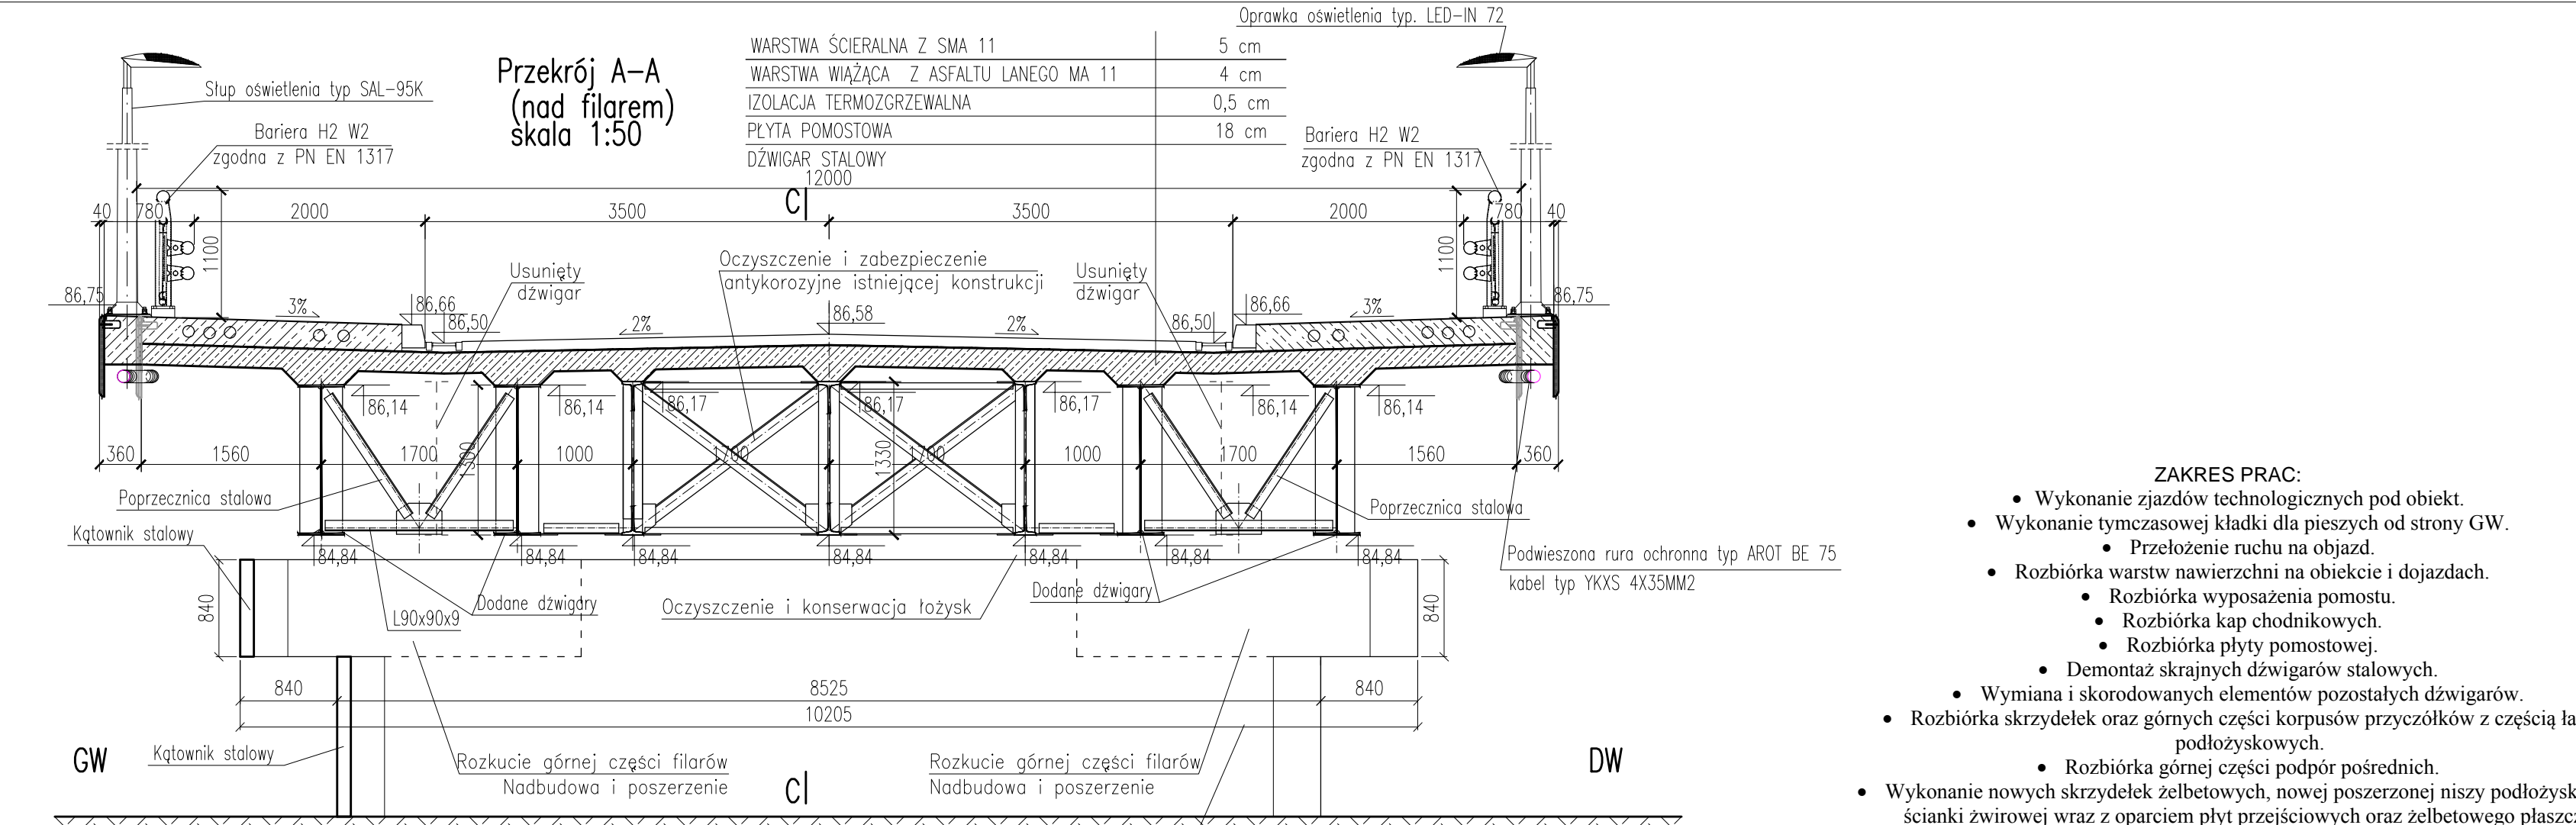 Oprawka oświetlenia typ. LED-IN 72
Przekrój A-A
(nad filarem)
skala 1:50
WARSTWA ŚCIERALNA Z SMA 11 5 cm
WARSTWA WIĄŻĄCA Z ASFALTU LANEGO MA 11 4 cm
IZOLACJA TERMOZGRZEWALNA 0,5 cm
PŁYTA POMOSTOWA 18 cm
DŹWIGAR STALOWY
Słup oświetlenia typ SAL-95K
Bariera H2 W2
zgodna z PN EN 1317
Bariera H2 W2
zgodna z PN EN 1317
12000
Cl
40 780 2000 3500 3500 2000 780 40
1100
1100
Usunięty
dźwigar
Oczyszczenie i zabezpieczenie
antykorozyjne istniejącej konstrukcji
Usunięty
dźwigar
86,75 3% 86,66 86,50 2% 86,58 2% 86,50 86,66 3% 86,75
86,14 86,14 86,17 86,17 86,17 86,14 86,14
360 1560 1700 1000 1700 1700 1000 1700 1560 360
1300
1330
Poprzecznica stalowa
Poprzecznica stalowa
Kątownik stalowy
84,84 84,84 84,84 84,84 84,84 84,84 84,84
Podwieszona rura ochronna typ AROT BE 75
kabel typ YKXS 4X35MM2
840
L90x90x9
Dodane dźwigary
Oczyszczenie i konserwacja łożysk
Dodane dźwigary
840
840 8525 840
10205
GW
Kątownik stalowy
Rozkucie górnej części filarów
Nadbudowa i poszerzenie
Cl
Rozkucie górnej części filarów
Nadbudowa i poszerzenie
DW
ZAKRES PRAC:
• Wykonanie zjazdów technologicznych pod obiekt.
• Wykonanie tymczasowej kładki dla pieszych od strony GW.
• Przełożenie ruchu na objazd.
• Rozbiórka warstw nawierzchni na obiekcie i dojazdach.
• Rozbiórka wyposażenia pomostu.
• Rozbiórka kap chodnikowych.
• Rozbiórka płyty pomostowej.
• Demontaż skrajnych dźwigarów stalowych.
• Wymiana i skorodowanych elementów pozostałych dźwigarów.
• Rozbiórka skrzydełek oraz górnych części korpusów przyczółków z częścią ła
podłożyskowych.
• Rozbiórka górnej części podpór pośrednich.
• Wykonanie nowych skrzydełek żelbetowych, nowej poszerzonej niszy podłożysk
ścianki żwirowej wraz z oparciem płyt przejściowych oraz żelbetowego płaszcz